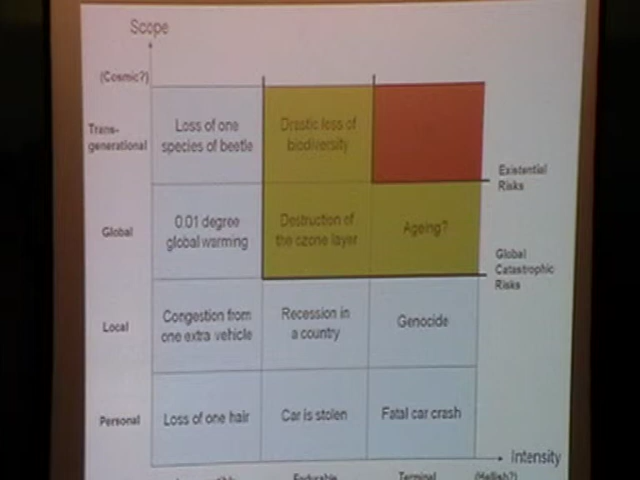 Scope
(Cosmic?)
Trans-
generational
Loss of one
species of beetle
Drastic loss of
biodiversity
Existential
Risks
Global
0.01 degree
global warming
Destruction of
the ozone layer
Ageing?
Global
Catastrophic
Risks
Local
Congestion from
one extra vehicle
Recession in
a country
Genocide
Personal
Loss of one hair
Car is stolen
Fatal car crash
Intensity
Endurable
Terminal
(Hellish?)